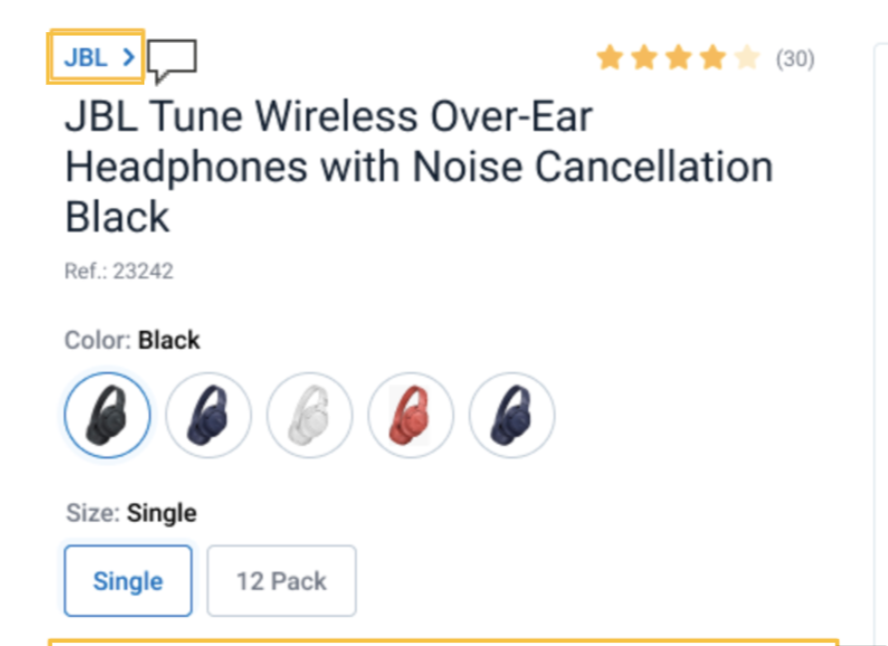 JBL >
(30)
JBL Tune Wireless Over-Ear
Headphones with Noise Cancellation
Black
Ref.: 23242
Color: Black
Size: Single
Single
12 Pack